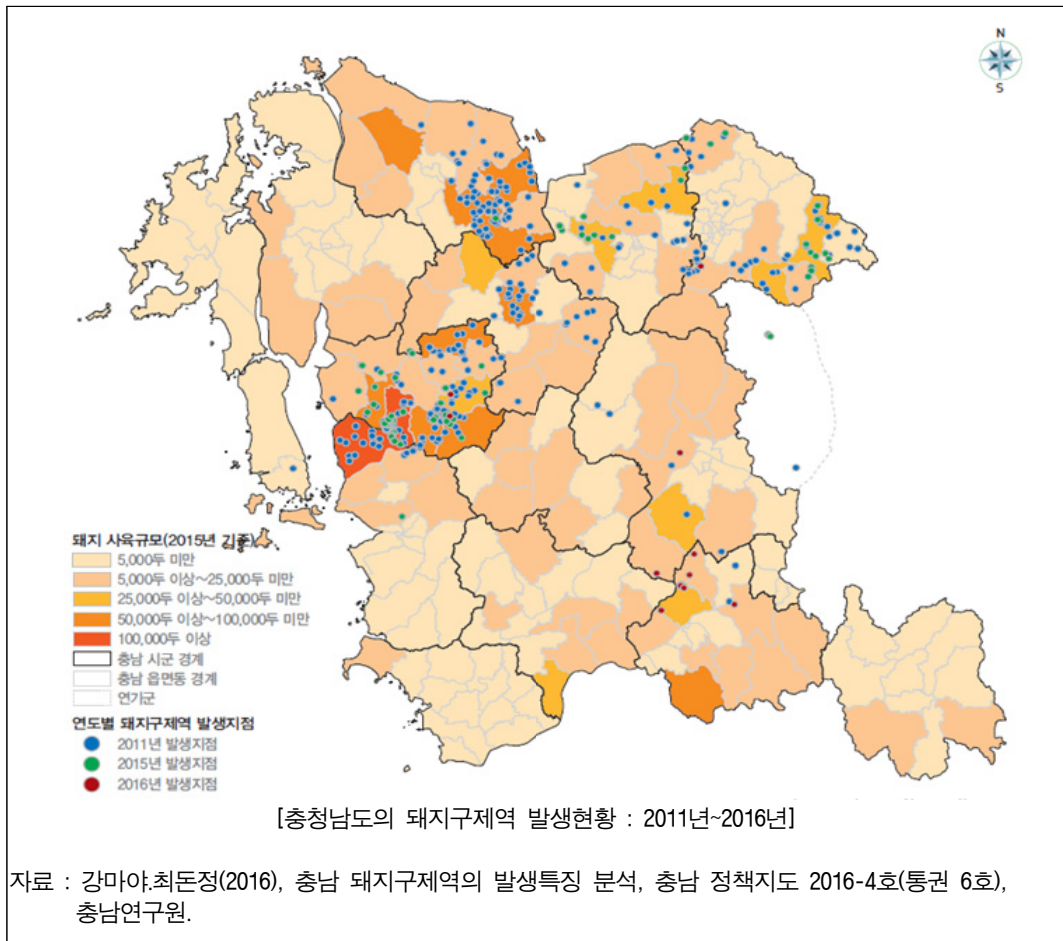 N
S
돼지 사육규모(2015년 기준)
5,000두 미만
5,000두 이상~25,000두 미만
25,000두 이상~50,000두 미만
50,000두 이상~100,000두 미만
100,000두 이상
충남 시군 경계
충남 읍면동 경계
연기군
연도별 돼지구제역 발생지점
2011년 발생지점
2015년 발생지점
2016년 발생지점
[충청남도의 돼지구제역 발생현황 : 2011년~2016년]
자료 : 강마야.최돈정(2016), 충남 돼지구제역의 발생특징 분석, 충남 정책지도 2016-4호(통권 6호),
충남연구원.